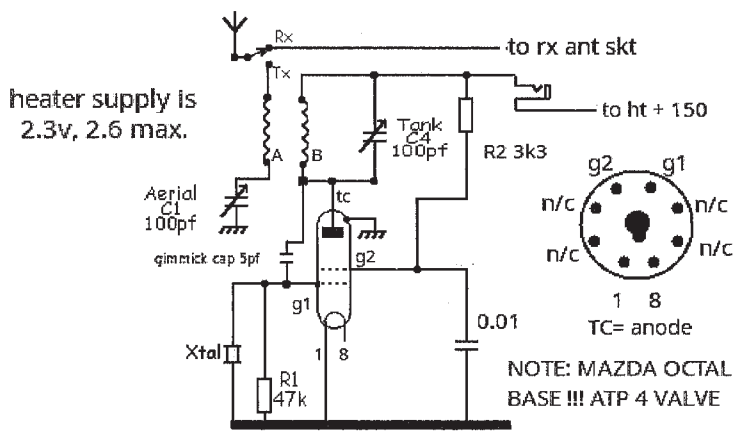 Rx
to rx ant skt
Tx
heater supply is
2.3v, 2.6 max.
to ht + 150
Tank
C4
100pf
R2 3k3
A
B
g2
g1
n/c
n/c
n/c
n/c
Aerial
C1
100pf
tc
gimmick cap 5pf
g2
g1
1
8
TC= anode
0.01
Xtal
1
8
R1
47k
NOTE: MAZDA OCTAL
BASE !!! ATP 4 VALVE